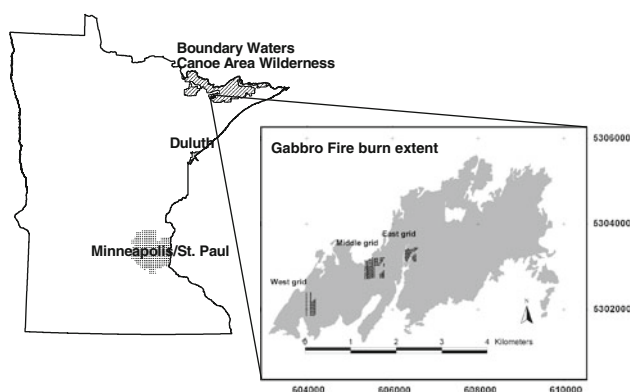 Boundary Waters
Canoe Area Wilderness
Duluth
Minneapolis/St. Paul
Gabbro Fire burn extent
5306000
5304000
5302000
East grid
Middle grid
West grid
0 1 2 3 4 Kilometers
N
604000 606000 608000 610000